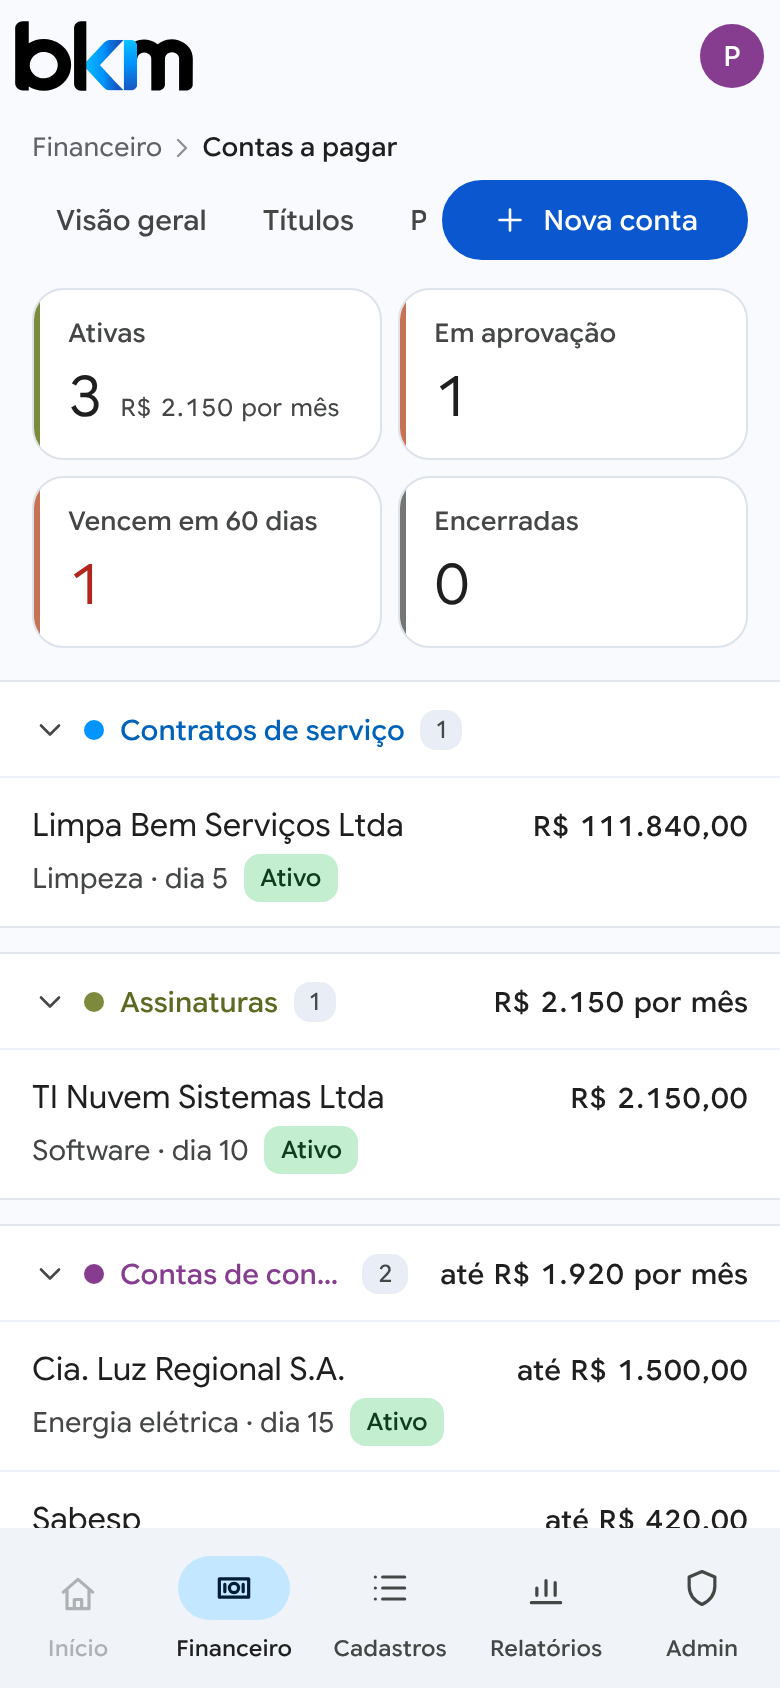 bkm
P
Financeiro > Contas a pagar
Visão geral Títulos P + Nova conta
Ativas
3 R$ 2.150 por mês
Em aprovação
1
Vencem em 60 dias
1
Encerradas
0
Contratos de serviço 1
Limpa Bem Serviços Ltda R$ 111.840,00
Limpeza · dia 5 Ativo
Assinaturas 1 R$ 2.150 por mês
TI Nuvem Sistemas Ltda R$ 2.150,00
Software · dia 10 Ativo
Contas de con... 2 até R$ 1.920 por mês
Cia. Luz Regional S.A. até R$ 1.500,00
Energia elétrica · dia 15 Ativo
Sabesp até R$ 420,00
Início Financeiro Cadastros Relatórios Admin